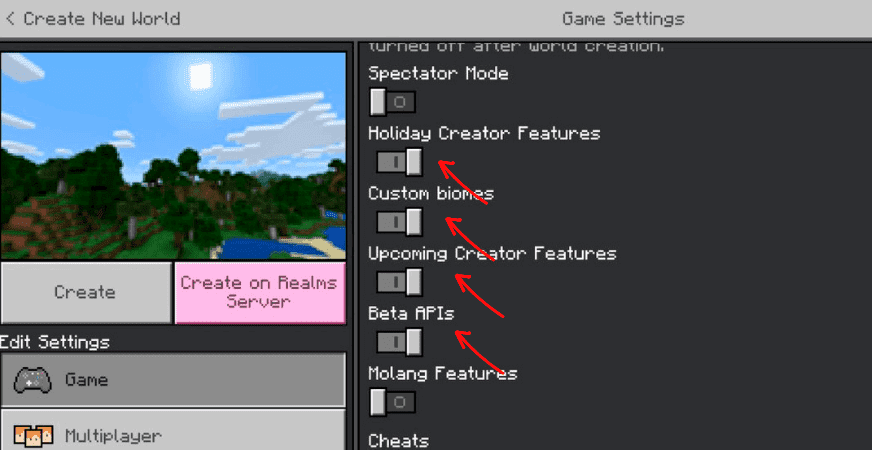 < Create New World
Game Settings
turned off after world creation.
Spectator Mode
Holiday Creator Features
Custom biomes
Upcoming Creator Features
Create
Create on Realms
Server
Beta APIs
Edit Settings
Game
Molang Features
Multiplayer
Cheats